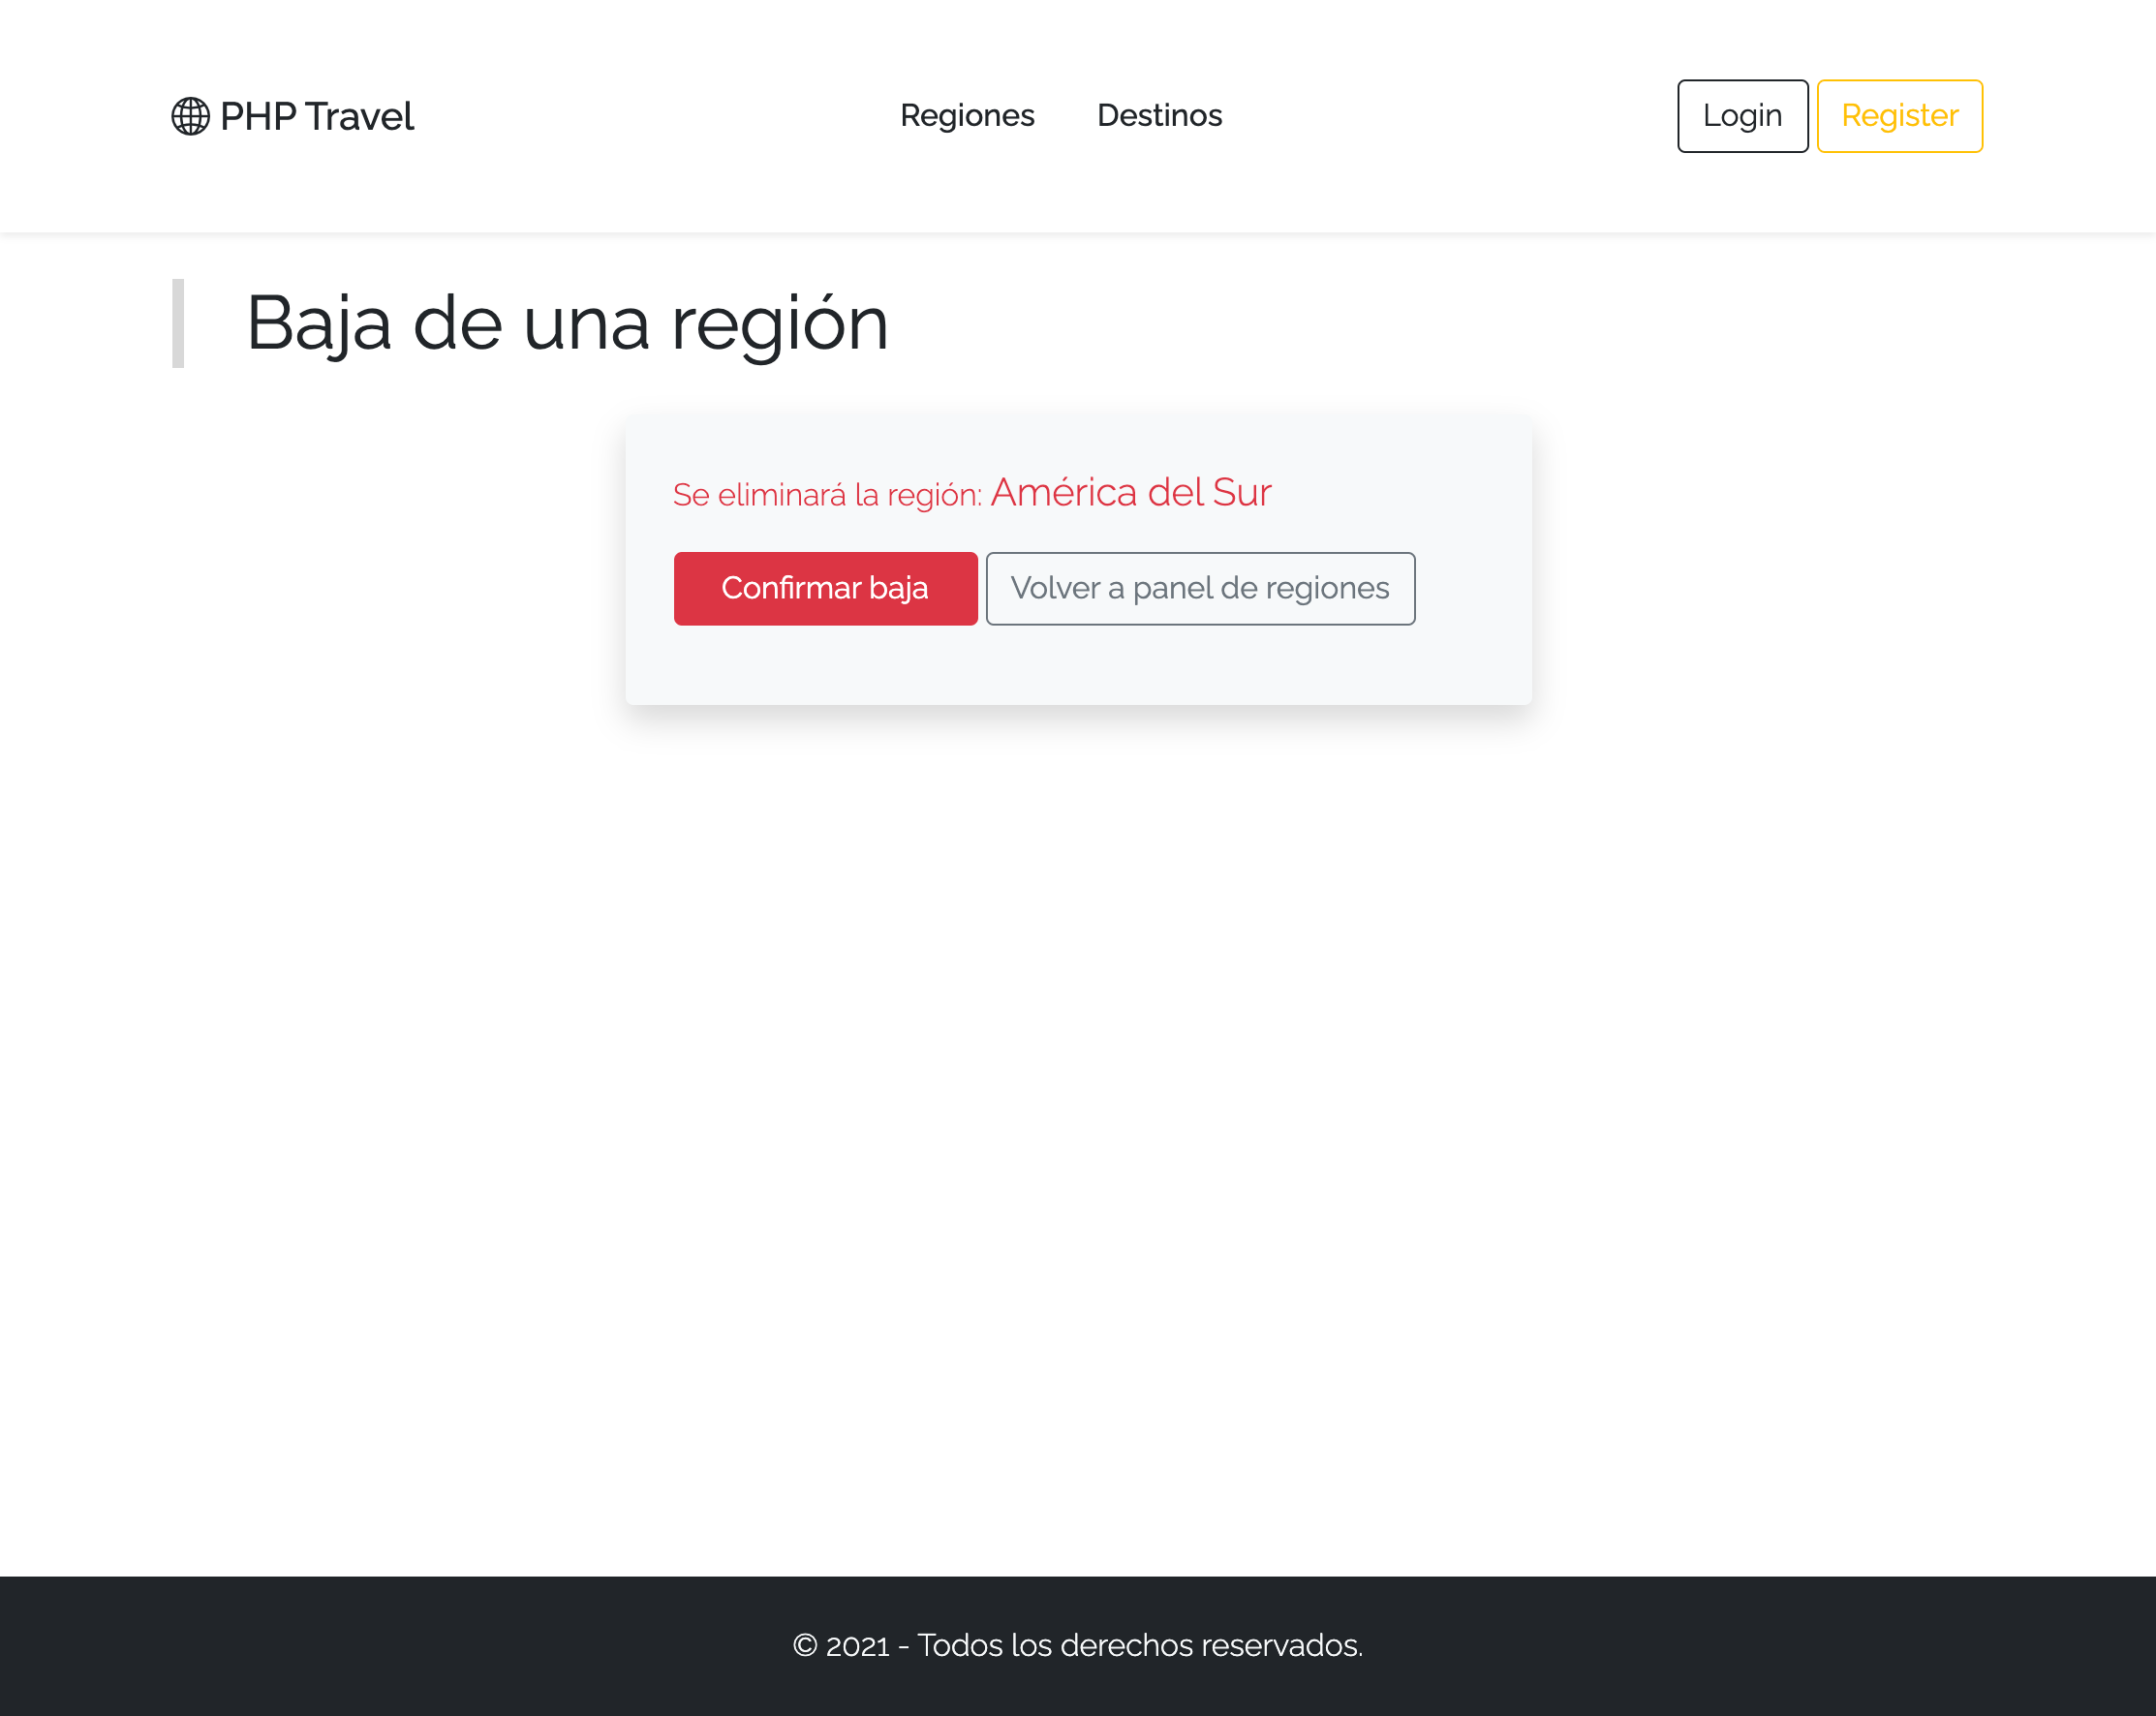 PHP Travel
Regiones Destinos
Login Register
Baja de una región
Se eliminará la región: América del Sur
Confirmar baja Volver a panel de regiones
© 2021 - Todos los derechos reservados.